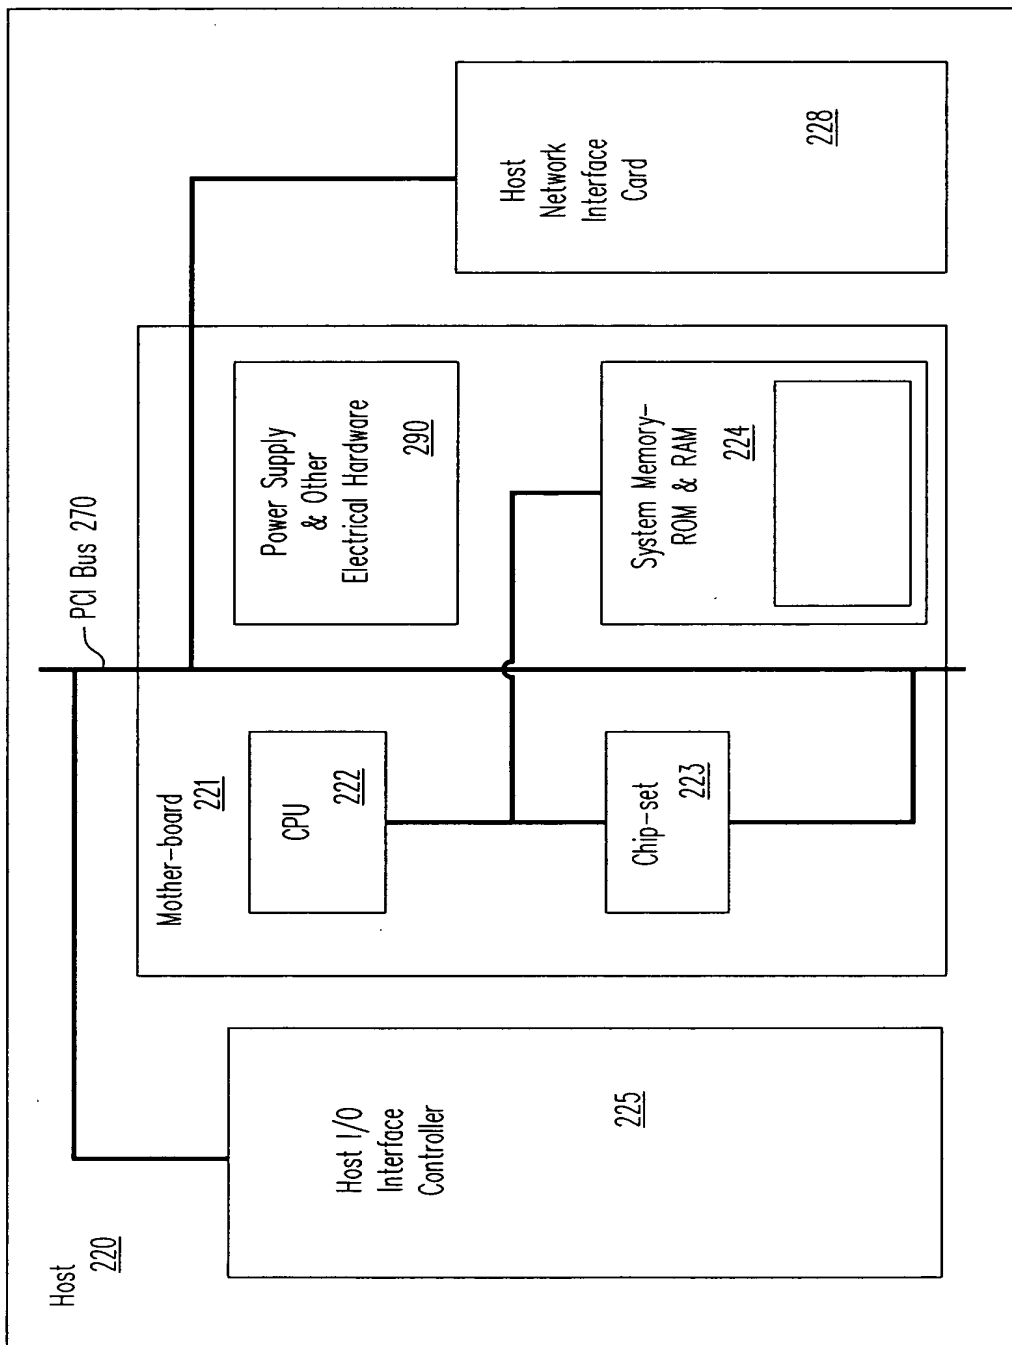 Host
220
PCI Bus 270
Host I/O
Interface
Controller
225
Mother-board
221
CPU
222
Chip-set
223
Power Supply
& Other
Electrical Hardware
290
System Memory-
ROM & RAM
224
Host
Network
Interface
Card
228